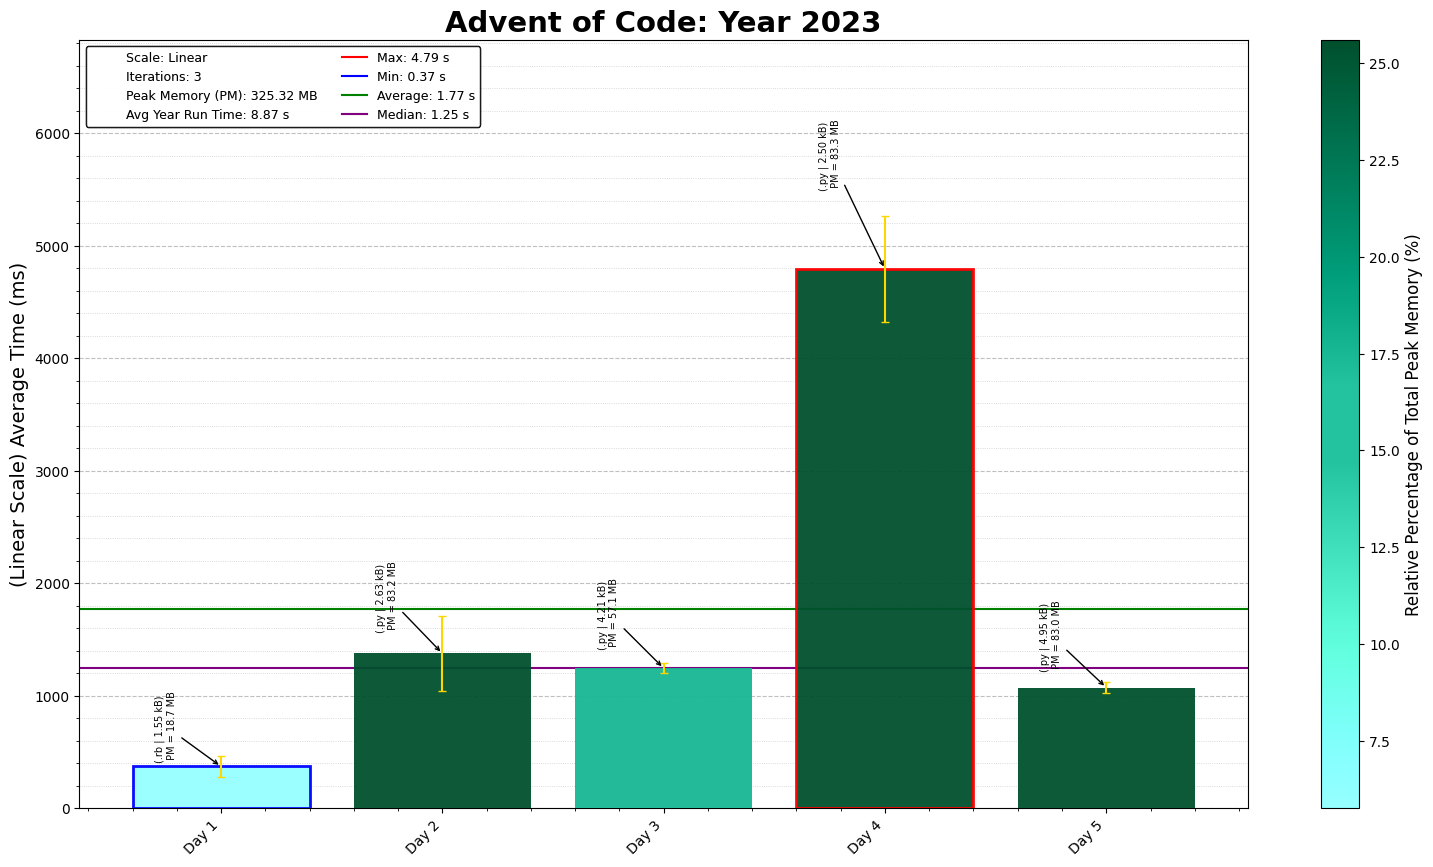 Advent of Code: Year 2023
Scale: Linear
Iterations: 3
Peak Memory (PM): 325.32 MB
Avg Year Run Time: 8.87 s
Max: 4.79 s
Min: 0.37 s
Average: 1.77 s
Median: 1.25 s
(Linear Scale) Average Time (ms)
6000
5000
4000
3000
2000
1000
0
(.rb | 1.55 kB)
PM = 18.7 MB
(.py | 2.63 kB)
PM = 83.2 MB
(.py | 4.21 kB)
PM = 57.1 MB
(.py | 2.50 kB)
PM = 83.3 MB
(.py | 4.95 kB)
PM = 83.0 MB
Day 1
Day 2
Day 3
Day 4
Day 5
25.0
22.5
20.0
17.5
15.0
12.5
10.0
7.5
Relative Percentage of Total Peak Memory (%)